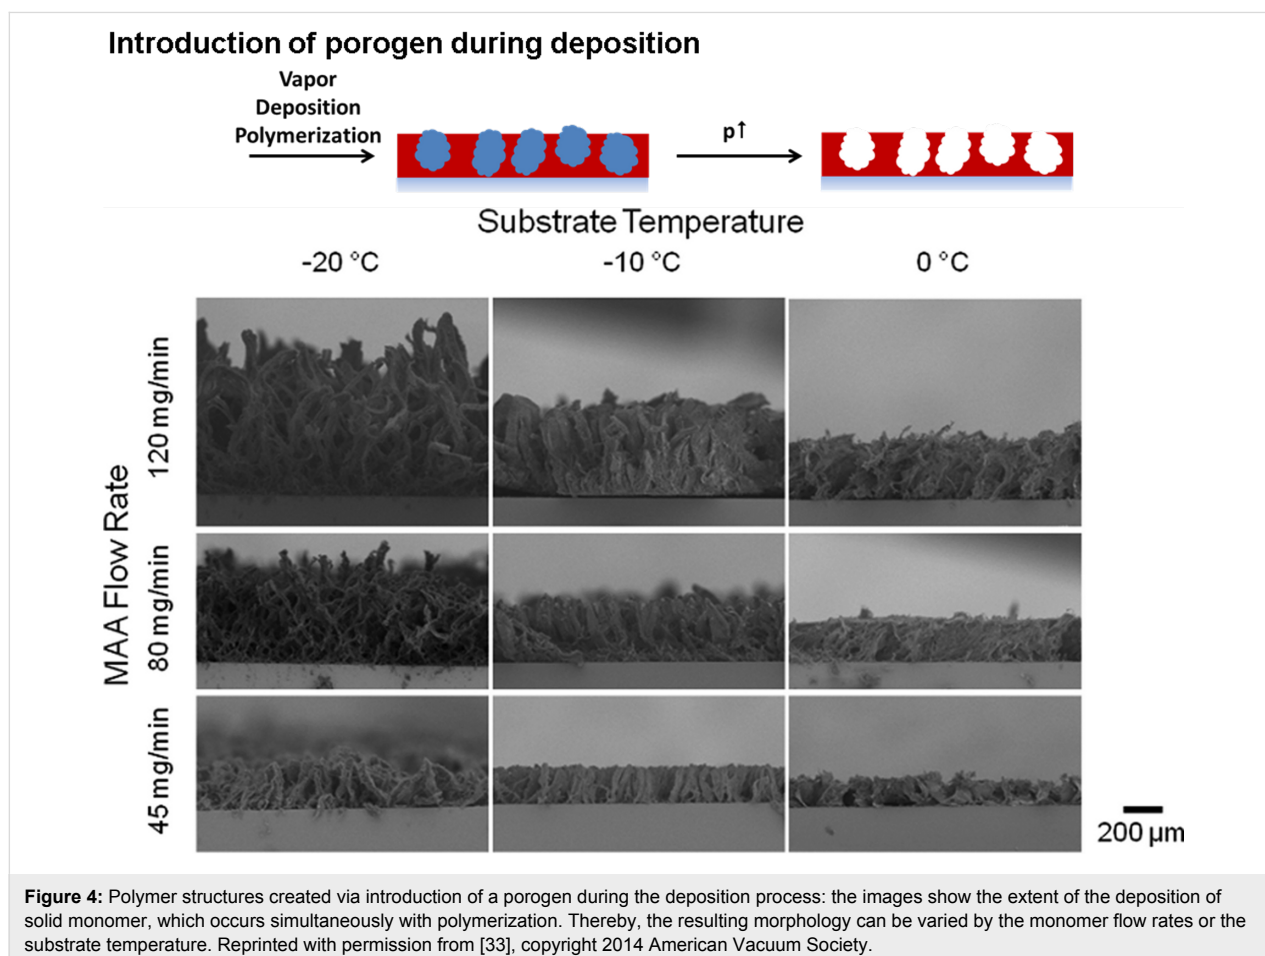 Introduction of porogen during deposition
Vapor
Deposition
Polymerization
p↑
Substrate Temperature
-20 °C
-10 °C
0 °C
MAA Flow Rate
120 mg/min
80 mg/min
45 mg/min
200 µm
Figure 4: Polymer structures created via introduction of a porogen during the deposition process: the images show the extent of the deposition of
solid monomer, which occurs simultaneously with polymerization. Thereby, the resulting morphology can be varied by the monomer flow rates or the
substrate temperature. Reprinted with permission from [33], copyright 2014 American Vacuum Society.